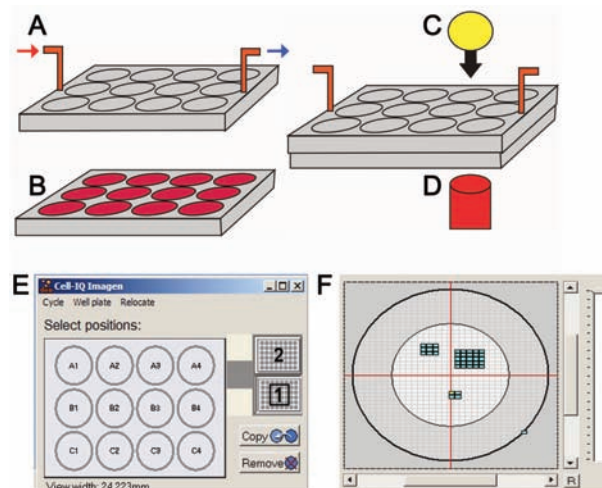 A
C
B
D
E
Cell-IQ Imagen
Cycle Well plate Relocate
Select positions:
A1 A2 A3 A4
B1 B2 B3 B4
C1 C2 C3 C4
2
1
Copy
Remove
View width: 24,223mm
F
R